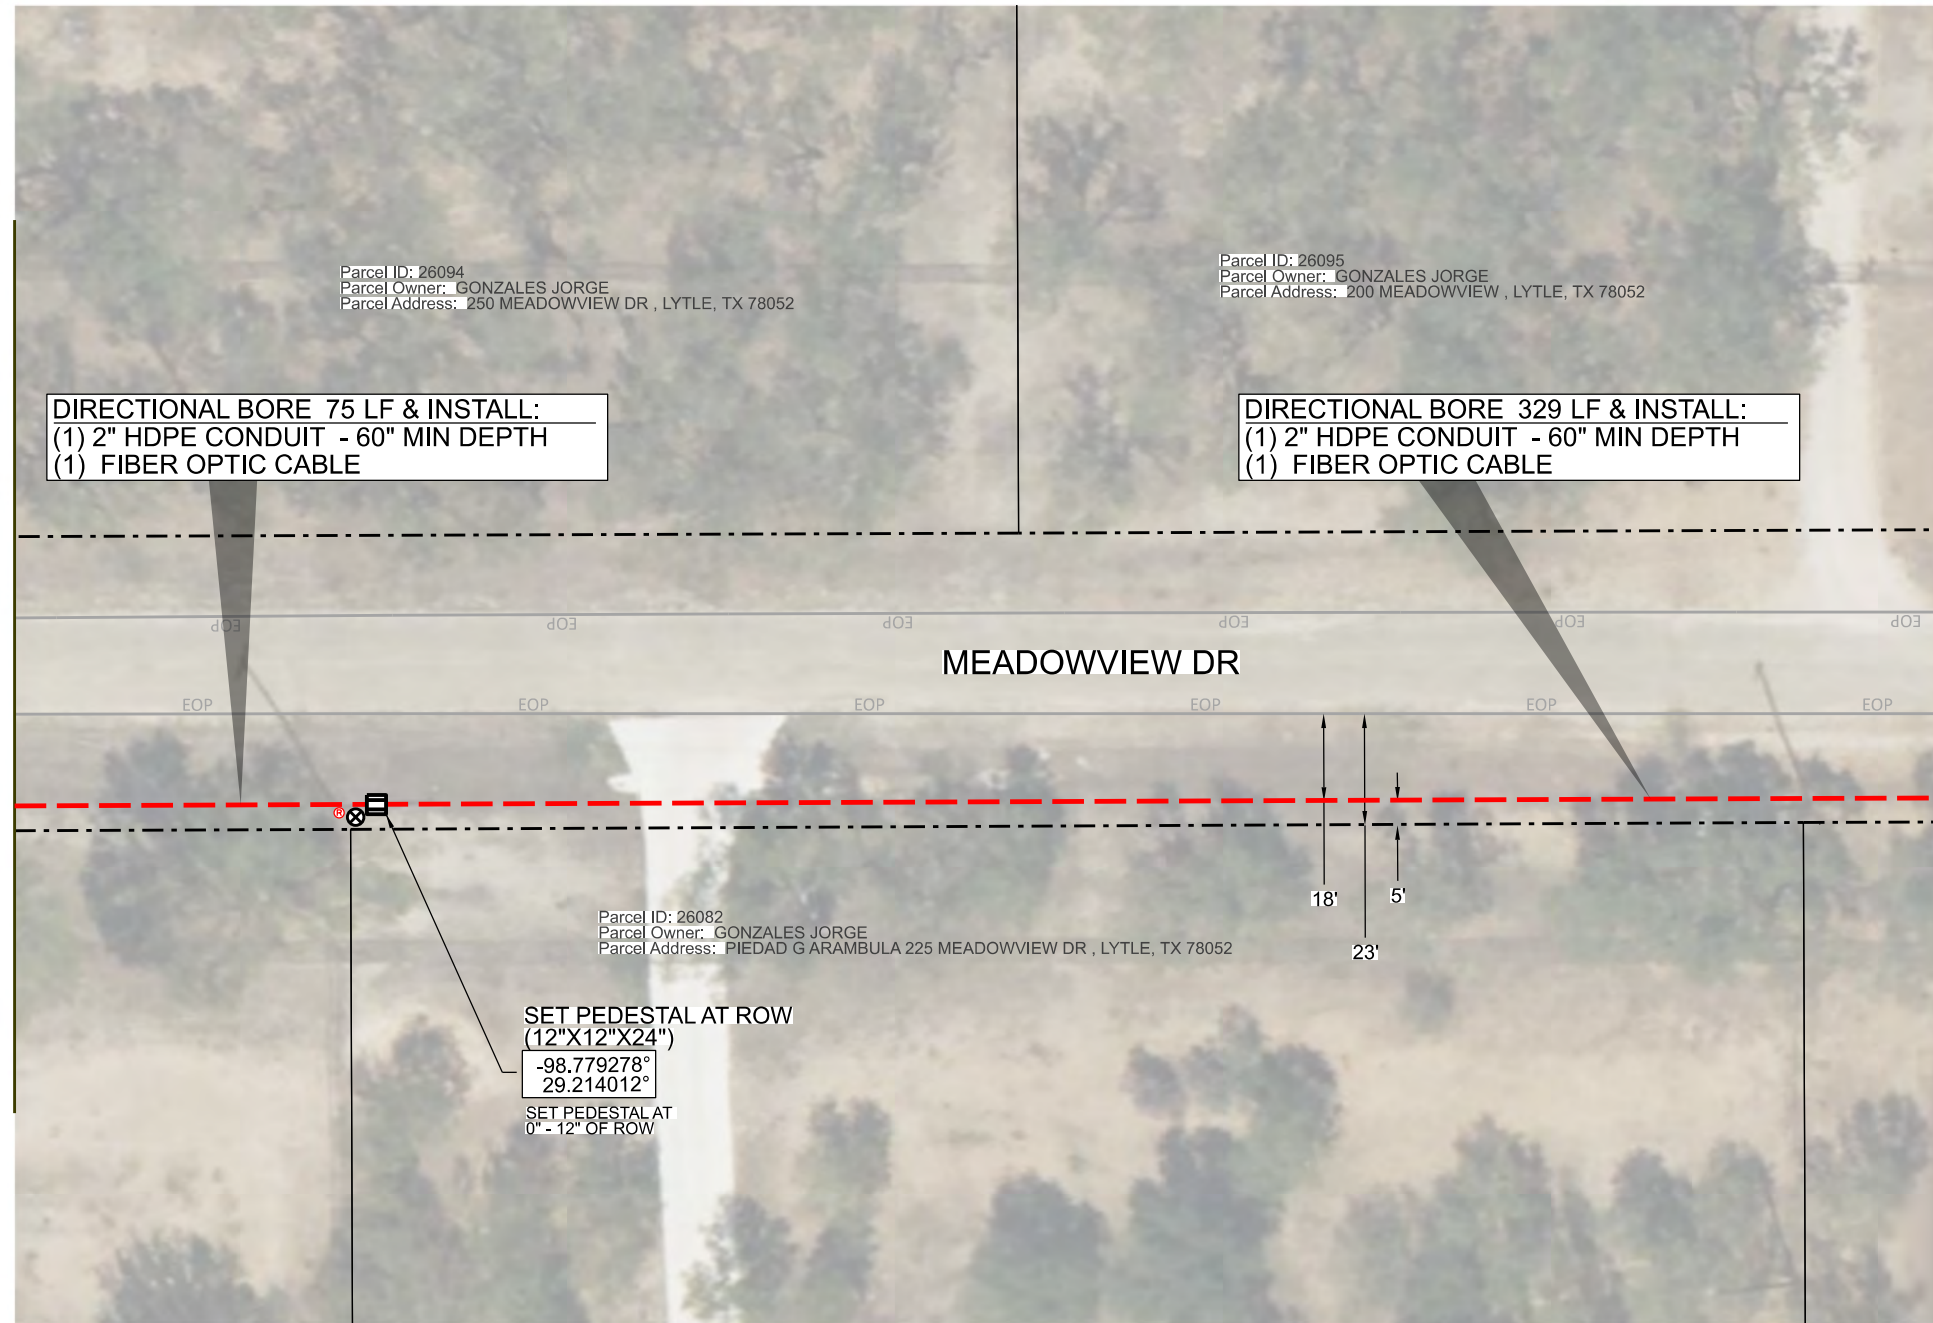 Parcel ID: 26094
Parcel Owner: GONZALES JORGE
Parcel Address: 250 MEADOWVIEW DR , LYTLE, TX 78052
Parcel ID: 26095
Parcel Owner: GONZALES JORGE
Parcel Address: 200 MEADOWVIEW , LYTLE, TX 78052
DIRECTIONAL BORE 75 LF & INSTALL:
(1) 2" HDPE CONDUIT - 60" MIN DEPTH
(1) FIBER OPTIC CABLE
DIRECTIONAL BORE 329 LF & INSTALL:
(1) 2" HDPE CONDUIT - 60" MIN DEPTH
(1) FIBER OPTIC CABLE
EOP EOP EOP EOP EOP EOP
MEADOWVIEW DR
EOP EOP EOP EOP EOP EOP
®
18'
5'
23'
Parcel ID: 26082
Parcel Owner: GONZALES JORGE
Parcel Address: PIEDAD G ARAMBULA 225 MEADOWVIEW DR , LYTLE, TX 78052
SET PEDESTAL AT ROW
(12"X12"X24")
-98.779278°
29.214012°
SET PEDESTAL AT
0" - 12" OF ROW